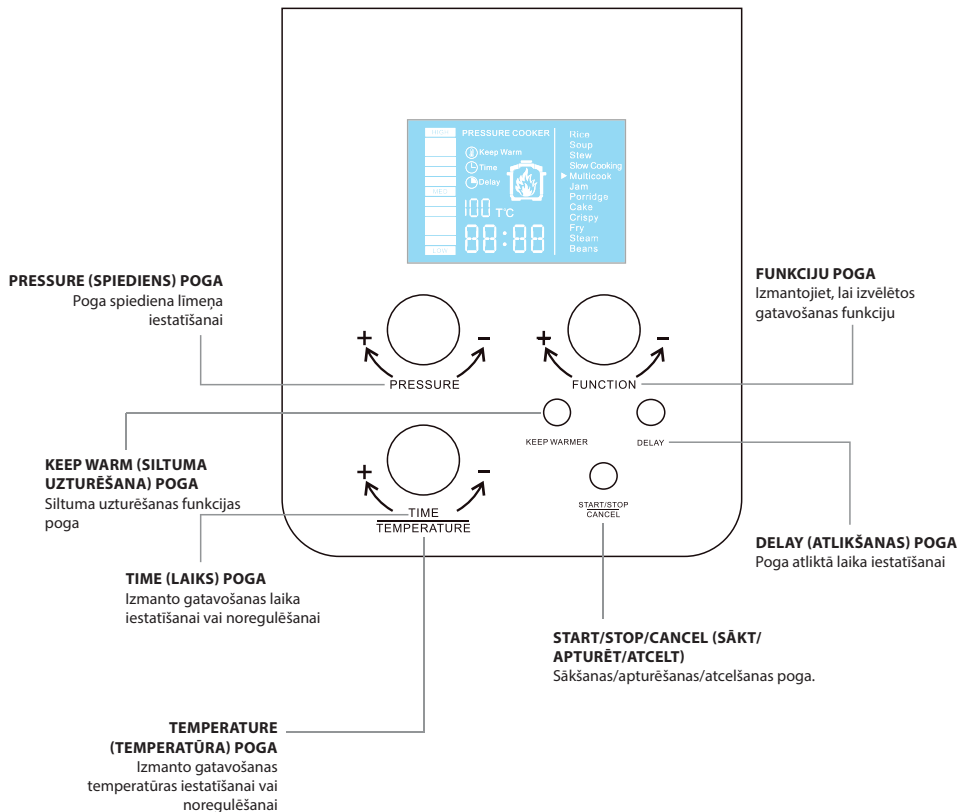 HIGH
MED
LOW
PRESSURE COOKER
Keep Warm
Time
Delay
100 T°C
88:88
Rice
Soup
Stew
Slow Cooking
Multicook
Jam
Porridge
Cake
Crispy
Fry
Steam
Beans
PRESSURE (SPIEDIENS) POGA
Poga spiediena līmeņa
iestatīšanai
FUNKCIJU POGA
Izmantojiet, lai izvēlētos
gatavošanas funkciju
+ −
PRESSURE
+ −
FUNCTION
KEEP WARMER
DELAY
KEEP WARM (SILTUMA
UZTURĒŠANA) POGA
Siltuma uzturēšanas funkcijas
poga
+ −
TIME
TEMPERATURE
START/STOP
CANCEL
DELAY (ATLIKŠANAS) POGA
Poga atliktā laika iestatīšanai
TIME (LAIKS) POGA
Izmanto gatavošanas laika
iestatīšanai vai noregulēšanai
START/STOP/CANCEL (SĀKT/
APTURĒT/ATCELT)
Sākšanas/apturēšanas/atcelšanas poga.
TEMPERATURE
(TEMPERATŪRA) POGA
Izmanto gatavošanas
temperatūras iestatīšanai vai
noregulēšanai